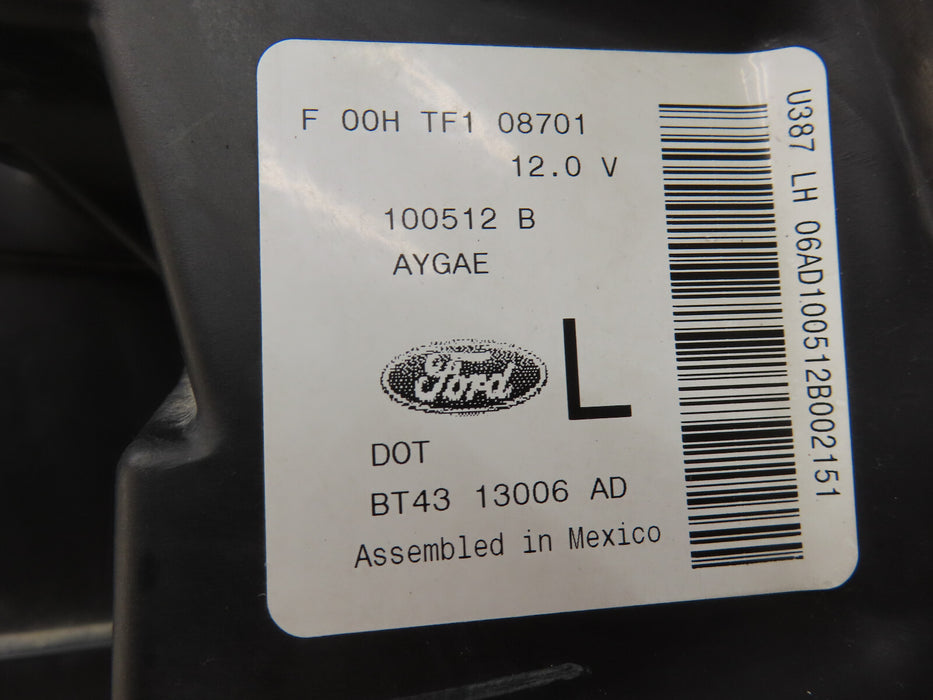 F 00H TF1 08701
12.0 V
100512 B
AYGAE
Ford
L
DOT
BT43 13006 AD
Assembled in Mexico
U387 LH 06AD100512B002151